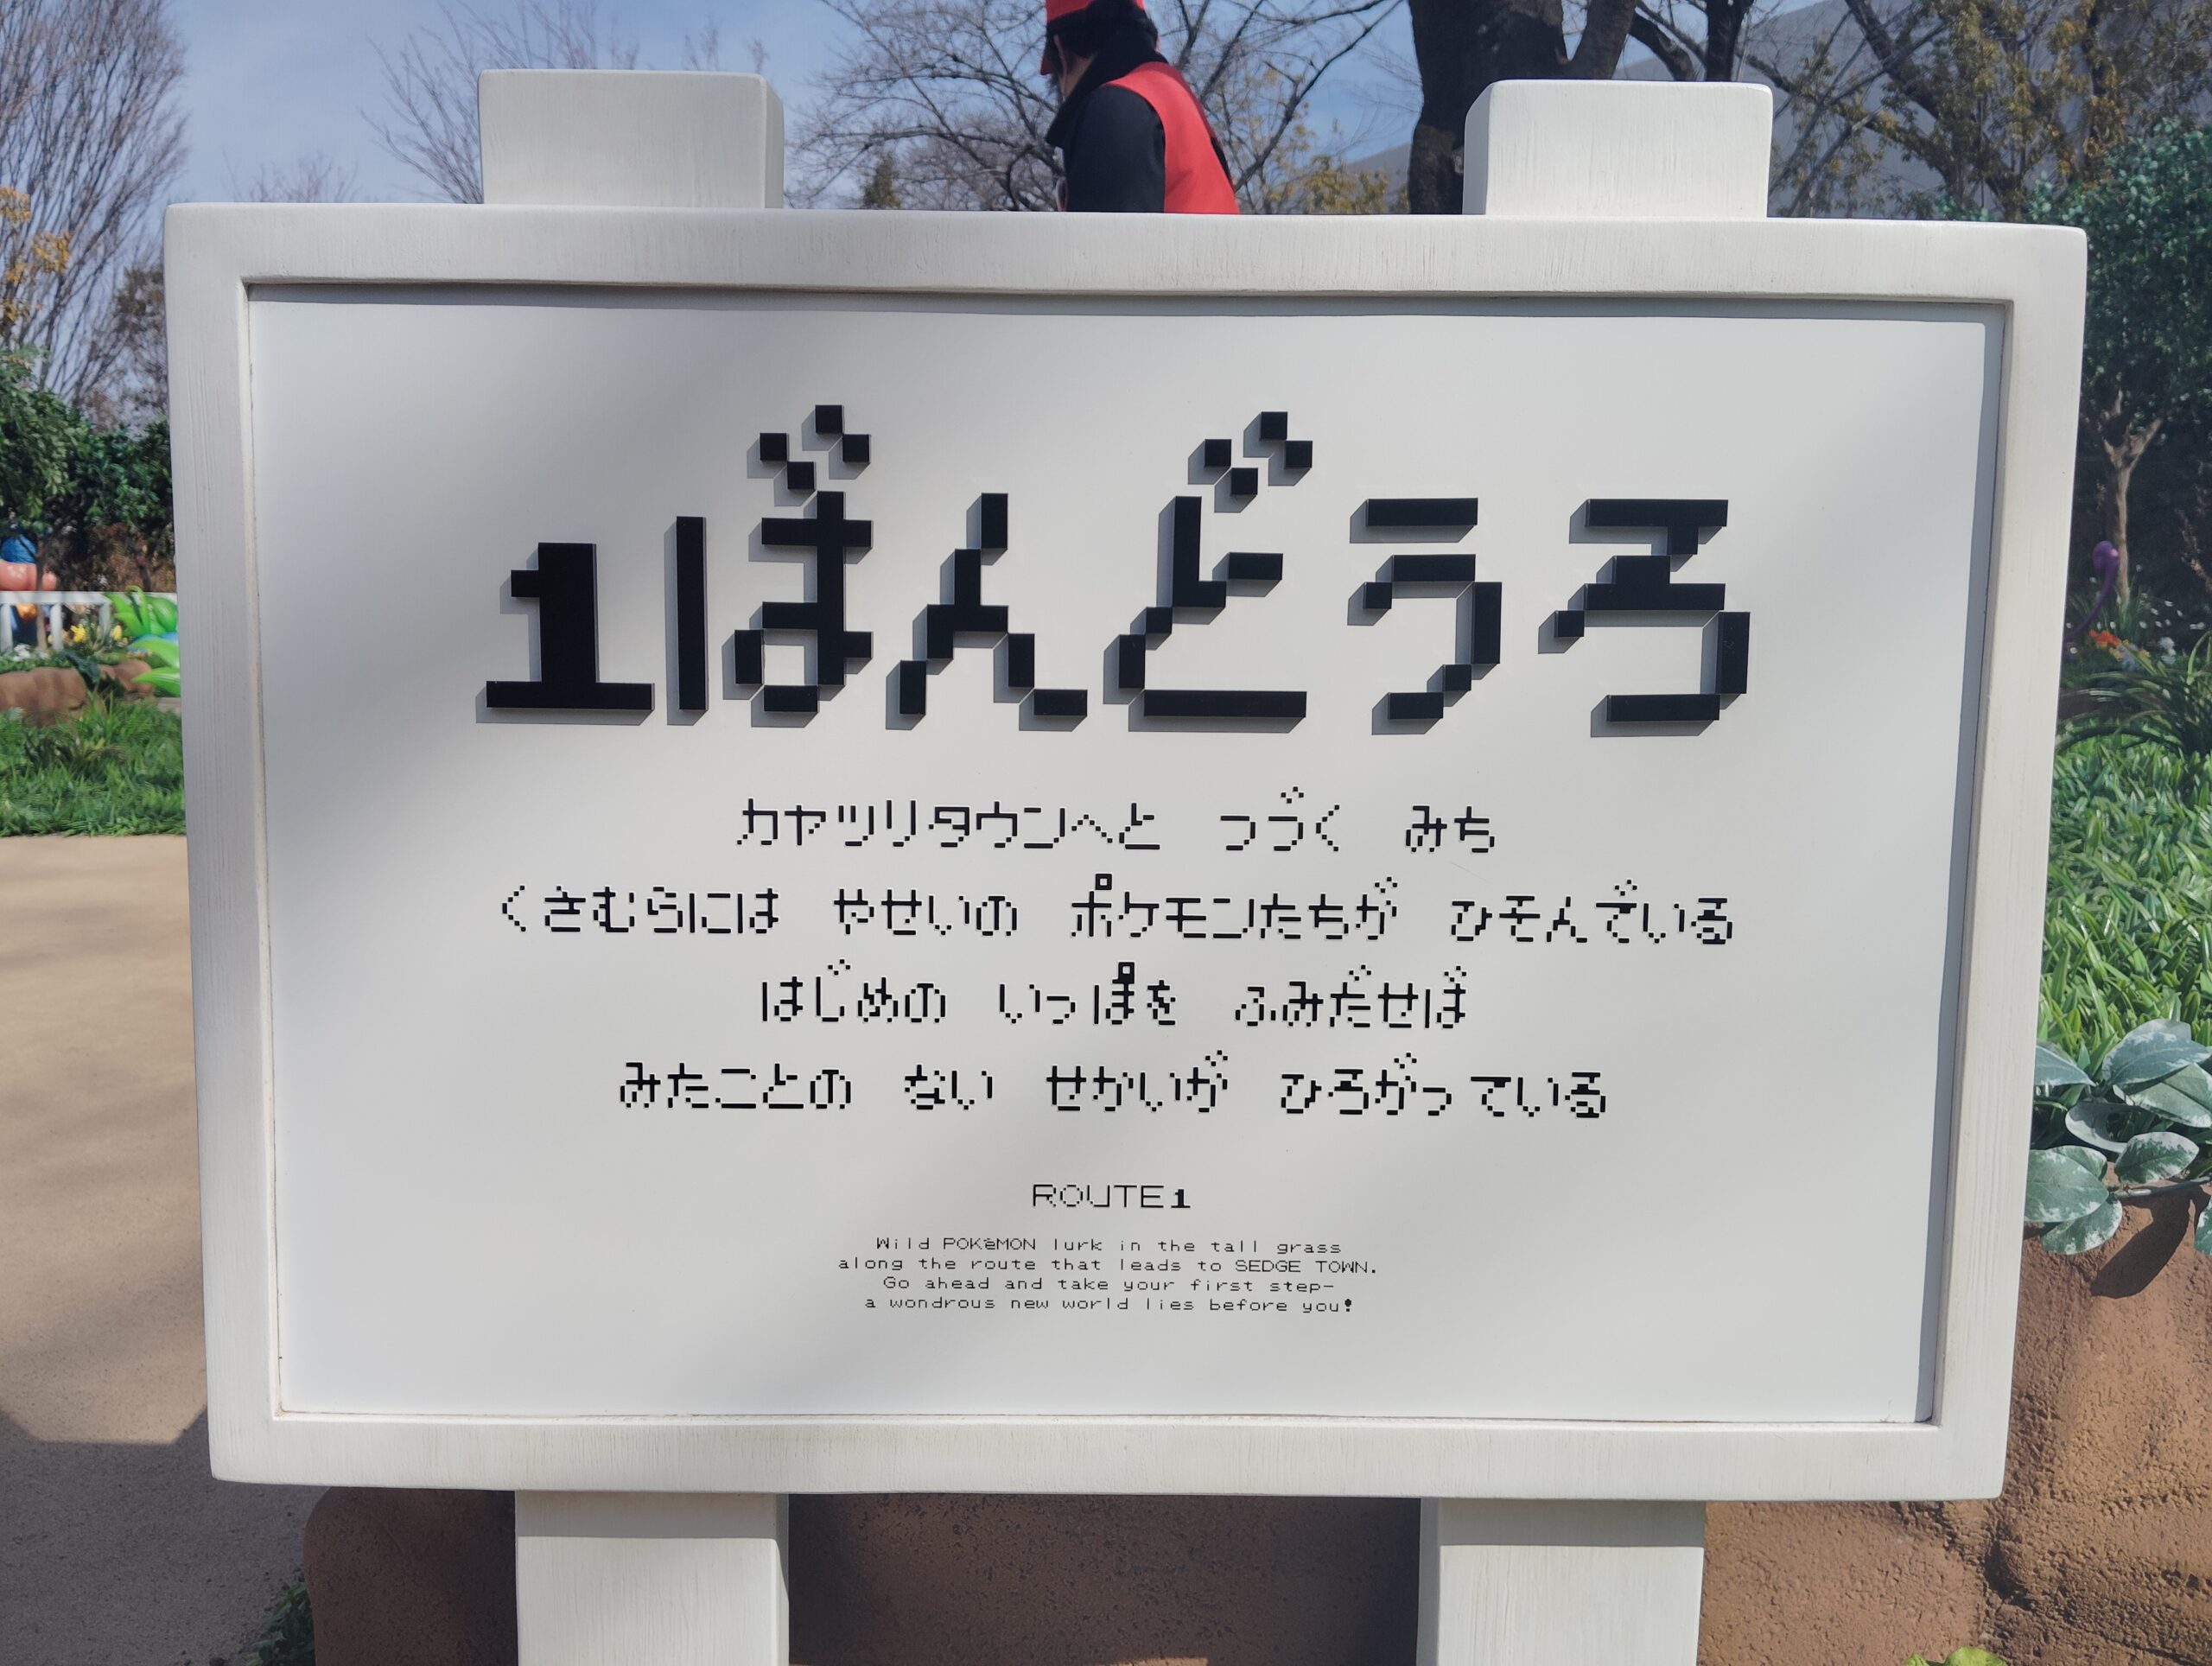 1ばんどうろ
カヤツリタウンへと つづく みち
くさむらには やせいの ポケモンたちが ひそんでいる
はじめの いっぽを ふみだせば
みたことの ない せかいが ひろがっている
ROUTE 1
Wild POKéMON lurk in the tall grass
along the route that leads to SEDGE TOWN.
Go ahead and take your first step-
a wondrous new world lies before you!